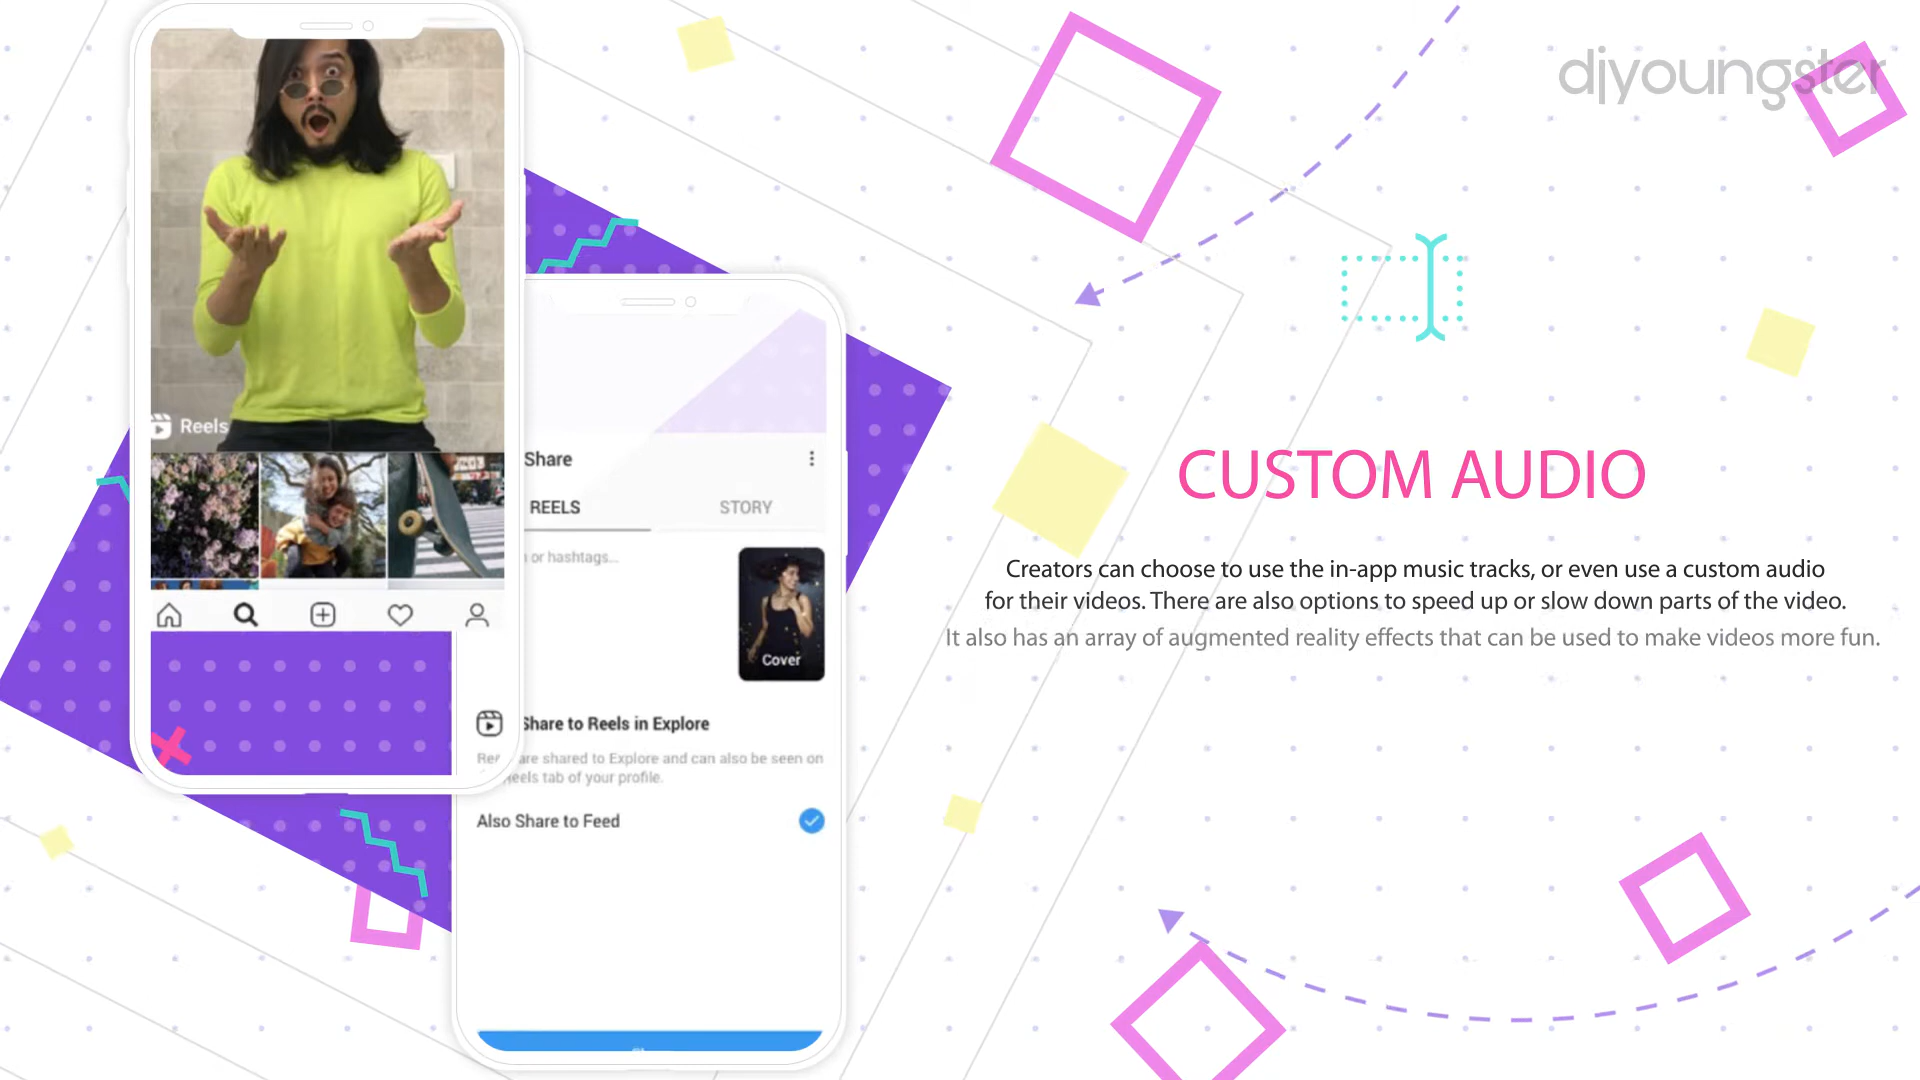 djyoungster
Reels
Share
REELS
STORY
or hashtags...
Cover
Share to Reels in Explore
are shared to Explore and can also be seen on
eels tab of your profile.
Also Share to Feed
CUSTOM AUDIO
Creators can choose to use the in-app music tracks, or even use a custom audio
for their videos. There are also options to speed up or slow down parts of the video.
It also has an array of augmented reality effects that can be used to make videos more fun.